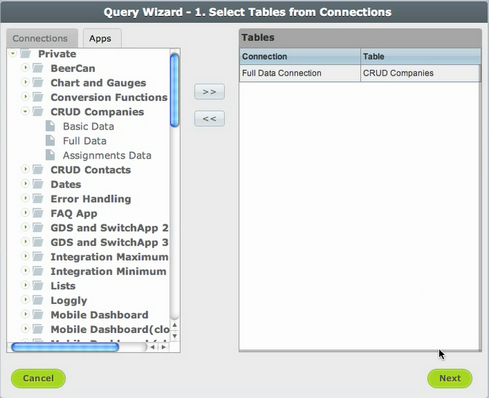 Query Wizard - 1. Select Tables from Connections
Connections
Apps
Private
BeerCan
Chart and Gauges
Conversion Functions
CRUD Companies
Basic Data
Full Data
Assignments Data
CRUD Contacts
Dates
Error Handling
FAQ App
GDS and SwitchApp 2
GDS and SwitchApp 3
Integration Maximum
Integration Minimum
Lists
Loggly
Mobile Dashboard
Mobile Dashboard(clo
>>
<<
Tables
Connection Table
Full Data Connection CRUD Companies
Cancel
Next